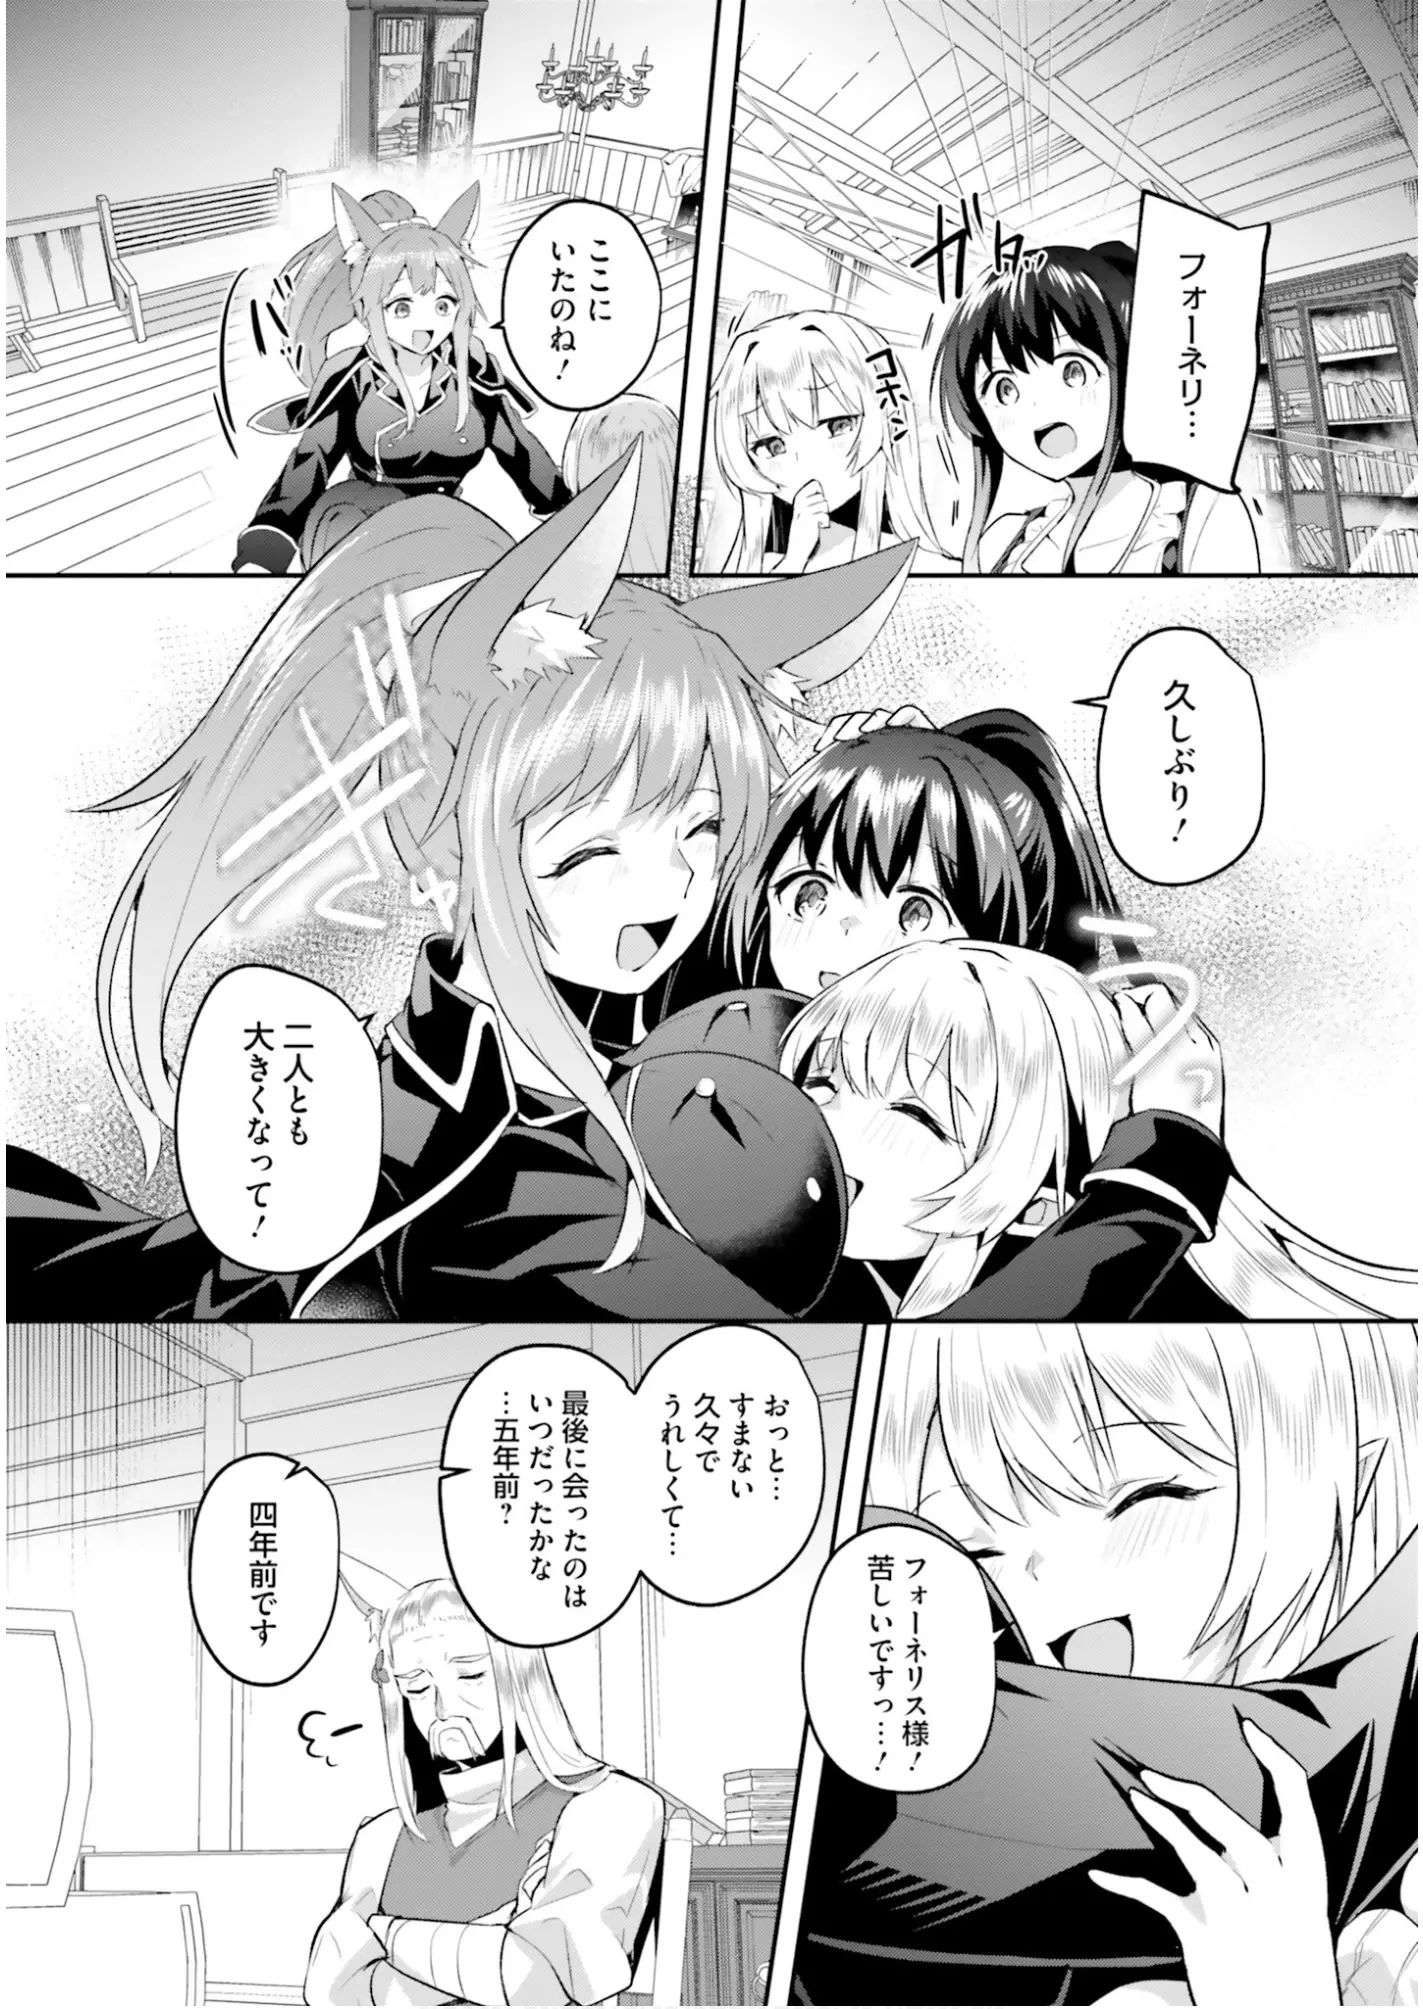 フォーネリ…
ガタ
コホン
ここに
いたのね！
久しぶり！
ぎゅ
二人とも
大きくなって！
フォーネリス様！
苦しいですっ…！
おっと…
すまない
久々で
うれしくて…
最後に会ったのは
いつだったかな
…五年前？
四年前です